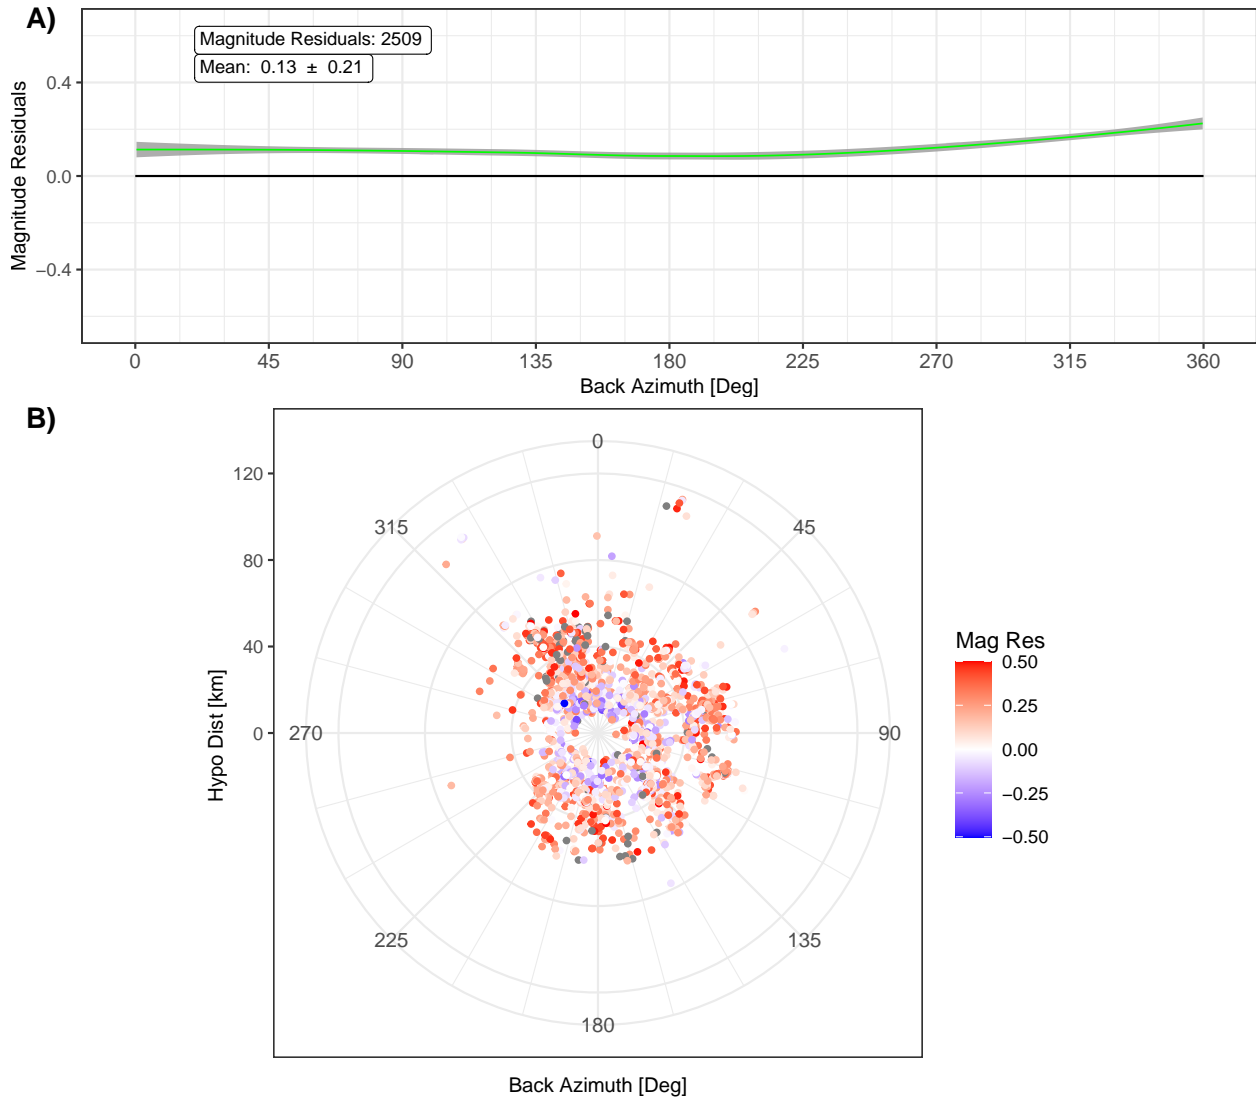 A)
Magnitude Residuals: 2509
Mean:  0.13  ±  0.21
Magnitude Residuals
0.4
0.0
−0.4
0 45 90 135 180 225 270 315 360
Back Azimuth [Deg]
B)
Hypo Dist [km]
120
80
40
0
0
45
90
135
180
225
270
315
Back Azimuth [Deg]
Mag Res
0.50
0.25
0.00
−0.25
−0.50